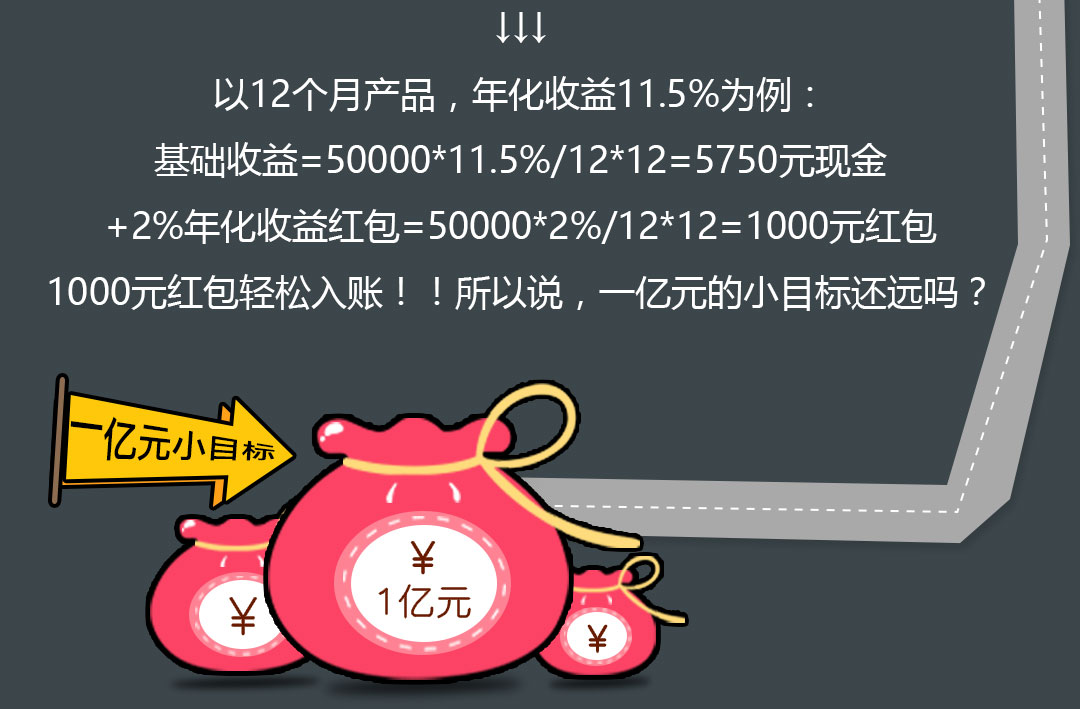 ↓↓↓
以12个月产品，年化收益11.5%为例：
基础收益=50000*11.5%/12*12=5750元现金
+2%年化收益红包=50000*2%/12*12=1000元红包
1000元红包轻松入账！！所以说，一亿元的小目标还远吗？
一亿元小目标
¥
1亿元
¥
¥